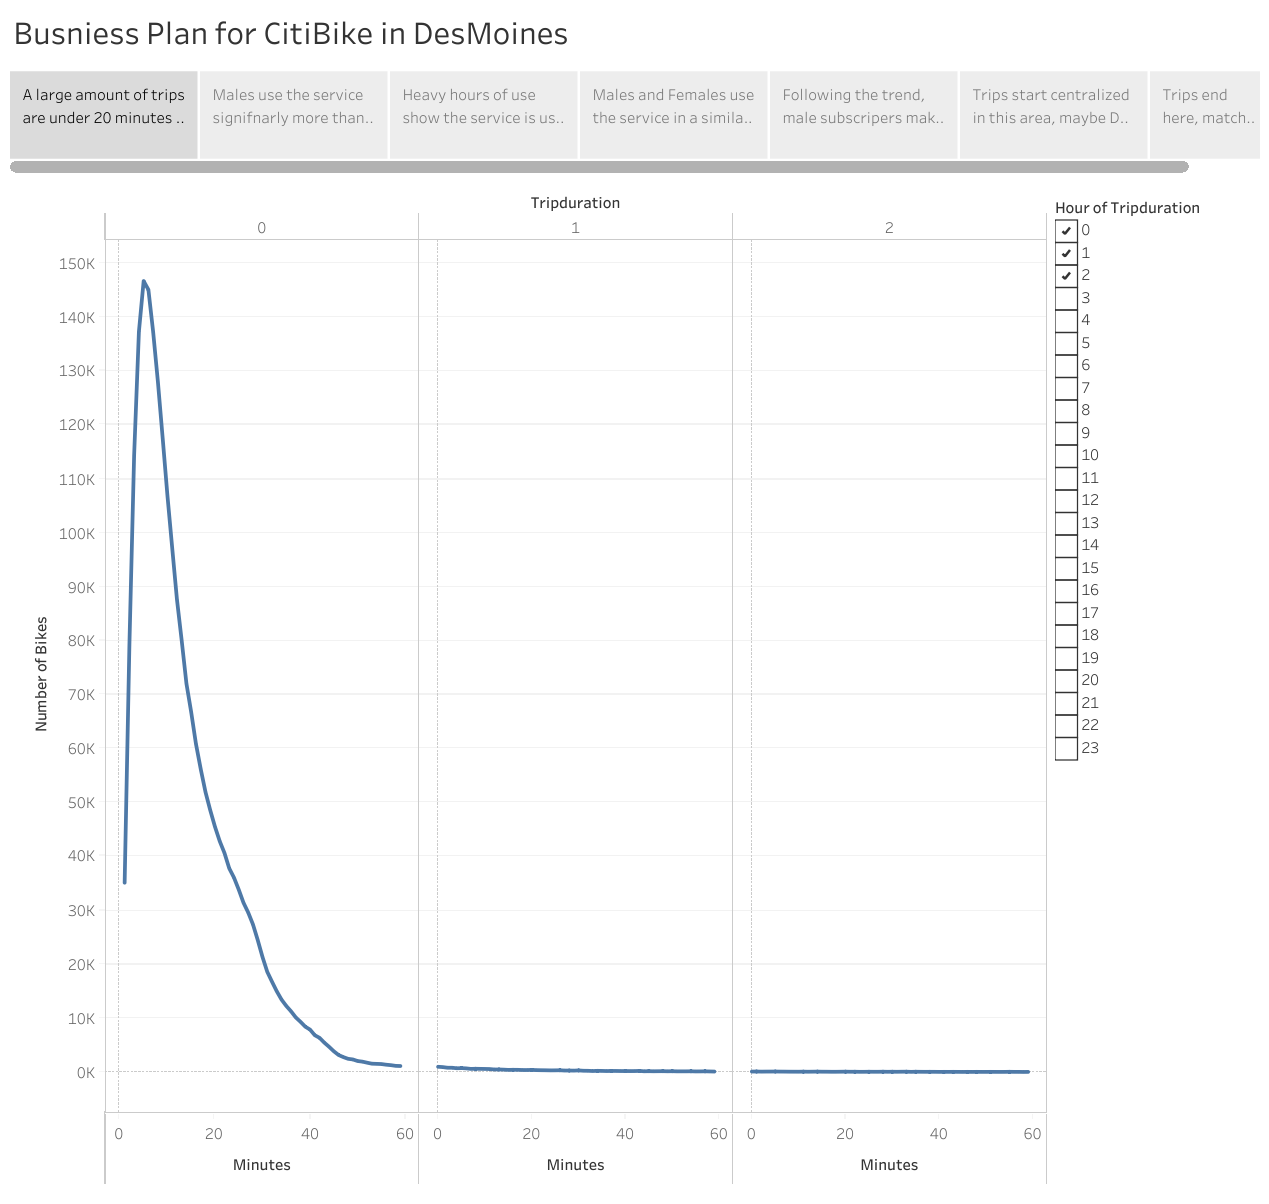 Busniess Plan for CitiBike in DesMoines
A large amount of trips
are under 20 minutes ..
Males use the service
signifnarly more than..
Heavy hours of use
show the service is us..
Males and Females use
the service in a simila..
Following the trend,
male subscripers mak..
Trips start centralized
in this area, maybe D..
Trips end
here, match..
Tripduration
0
1
2
150K
140K
130K
120K
110K
100K
90K
80K
70K
60K
50K
40K
30K
20K
10K
0K
Number of Bikes
0 20 40 60
0 20 40 60
0 20 40 60
Minutes
Minutes
Minutes
Hour of Tripduration
0
1
2
3
4
5
6
7
8
9
10
11
12
13
14
15
16
17
18
19
20
21
22
23